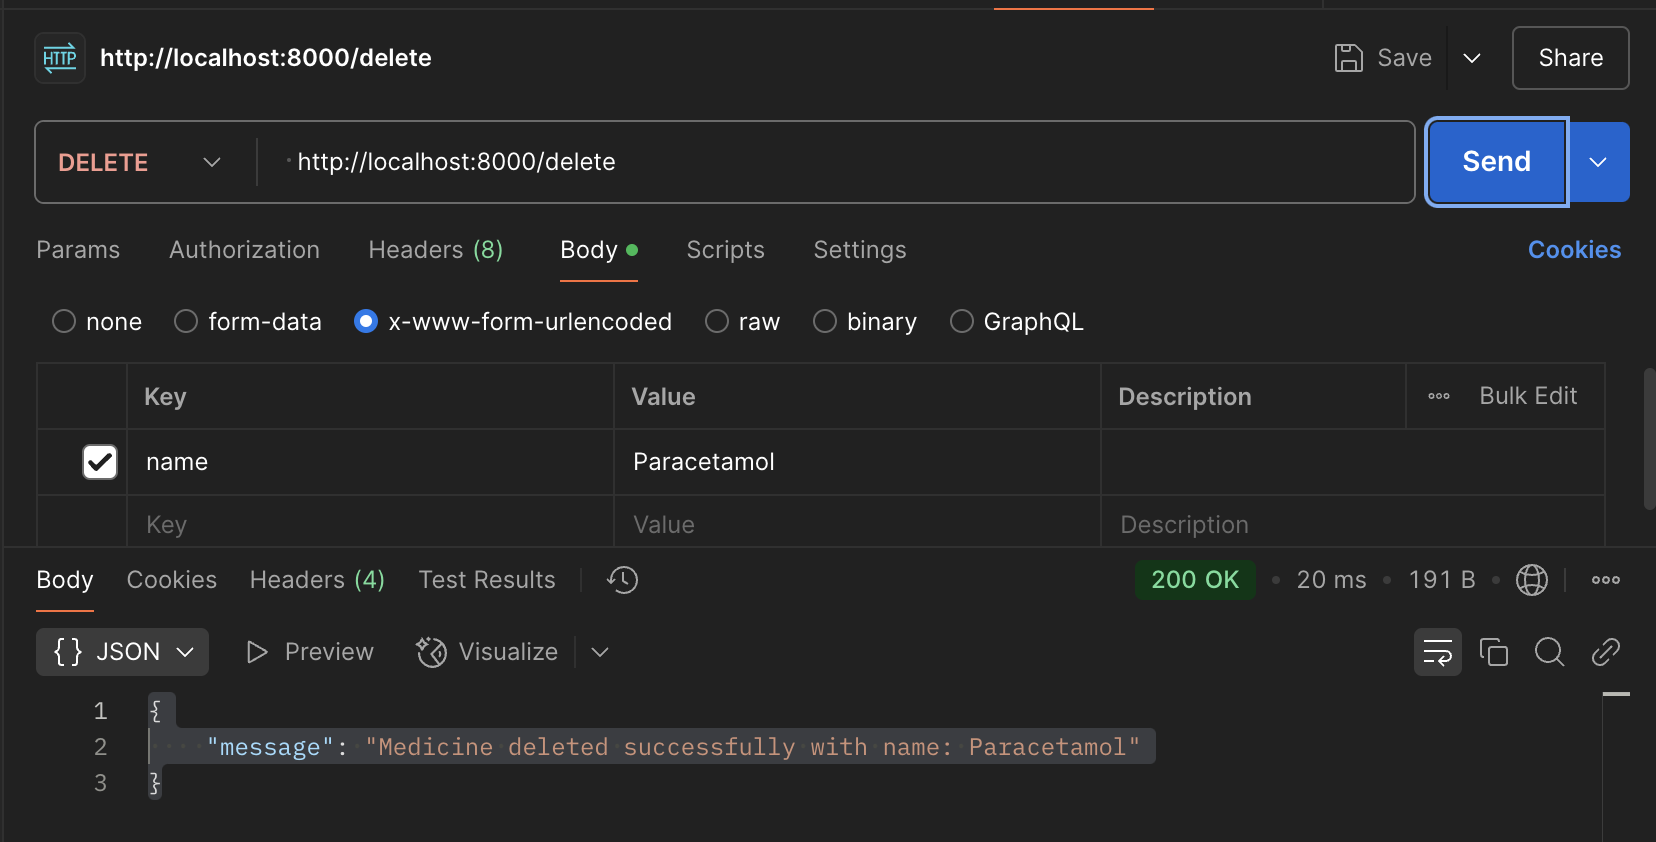 HTTP http://localhost:8000/delete Save Share
DELETE http://localhost:8000/delete Send
Params Authorization Headers (8) Body Scripts Settings Cookies
none form-data x-www-form-urlencoded raw binary GraphQL
Key Value Description Bulk Edit
name Paracetamol
Key Value Description
Body Cookies Headers (4) Test Results 200 OK 20 ms 191 B
{} JSON Preview Visualize
1 {
2 "message": "Medicine deleted successfully with name: Paracetamol"
3 }